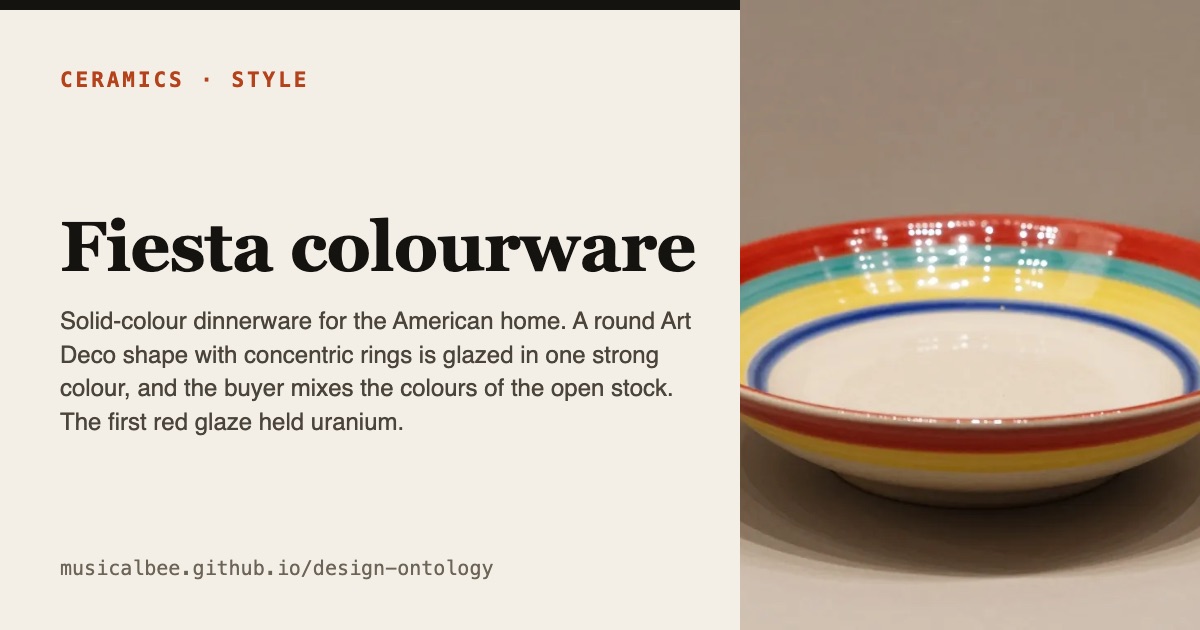 CERAMICS · STYLE
Fiesta colourware
Solid-colour dinnerware for the American home. A round Art
Deco shape with concentric rings is glazed in one strong
colour, and the buyer mixes the colours of the open stock.
The first red glaze held uranium.
musicalbee.github.io/design-ontology